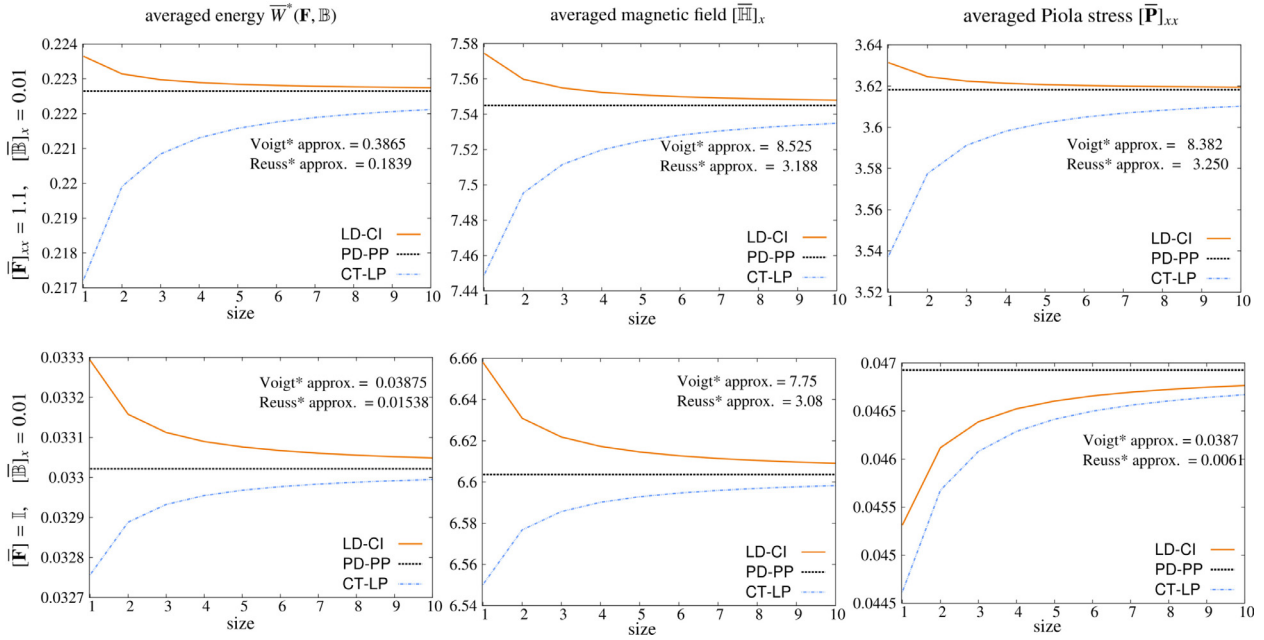 averaged energy W̅*(F, 𝔹)
averaged magnetic field [ℍ̅]x
averaged Piola stress [P̅]xx
[F̅]xx = 1.1, [𝔹̅]x = 0.01
0.224
0.223
0.222
0.221
0.22
0.219
0.218
0.217
Voigt* approx. = 0.3865
Reuss* approx. = 0.1839
LD-CI
PD-PP
CT-LP
1 2 3 4 5 6 7 8 9 10
size
7.58
7.56
7.54
7.52
7.5
7.48
7.46
7.44
Voigt* approx. = 8.525
Reuss* approx. = 3.188
LD-CI
PD-PP
CT-LP
1 2 3 4 5 6 7 8 9 10
size
3.64
3.62
3.6
3.58
3.56
3.54
3.52
Voigt* approx. = 8.382
Reuss* approx. = 3.250
LD-CI
PD-PP
CT-LP
1 2 3 4 5 6 7 8 9 10
size
[F̅] = 𝕀, [𝔹̅]x = 0.01
0.0333
0.0332
0.0331
0.033
0.0329
0.0328
0.0327
Voigt* approx. = 0.03875
Reuss* approx. = 0.01538
LD-CI
PD-PP
CT-LP
1 2 3 4 5 6 7 8 9 10
size
6.66
6.64
6.62
6.6
6.58
6.56
6.54
Voigt* approx. = 7.75
Reuss* approx. = 3.08
LD-CI
PD-PP
CT-LP
1 2 3 4 5 6 7 8 9 10
size
0.047
0.0465
0.046
0.0455
0.045
0.0445
Voigt* approx. = 0.0387
Reuss* approx. = 0.0061
LD-CI
PD-PP
CT-LP
1 2 3 4 5 6 7 8 9 10
size